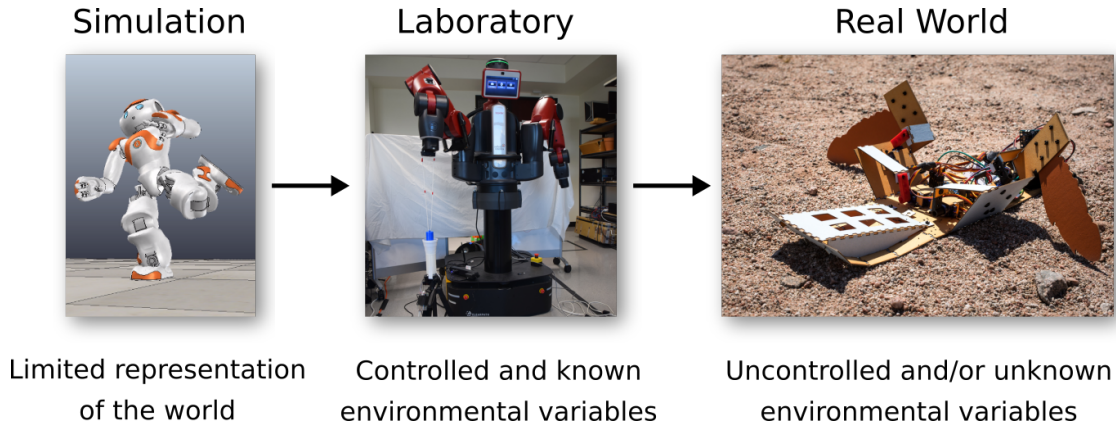 Simulation
Laboratory
Real World
Limited representation
of the world
Controlled and known
environmental variables
Uncontrolled and/or unknown
environmental variables